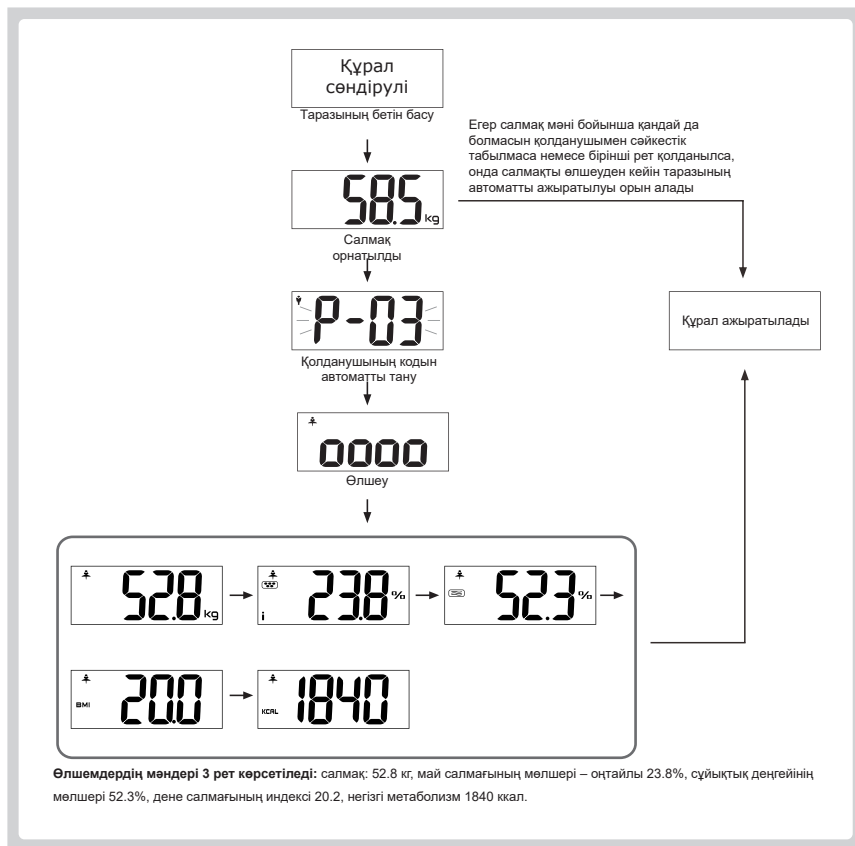 Құрал
сөндірулі
Таразының бетін басу
Егер салмақ мәні бойынша қандай да
болмасын қолданушымен сәйкестік
табылмаса немесе бірінші рет қолданылса,
онда салмақты өлшеуден кейін таразының
автоматты ажыратылуы орын алады
58.5 kg
Салмақ
орнатылды
P-03
Құрал ажыратылады
Қолданушының кодын
автоматты тану
0000
Өлшеу
52.8 kg
23.8 %
i
52.3 %
BMI 20.0
KCAL 1840
Өлшемдердің мәндері 3 рет көрсетіледі: салмақ: 52.8 кг, май салмағының мөлшері – оңтайлы 23.8%, сұйықтық деңгейінің
мөлшері 52.3%, дене салмағының индексі 20.2, негізгі метаболизм 1840 ккал.